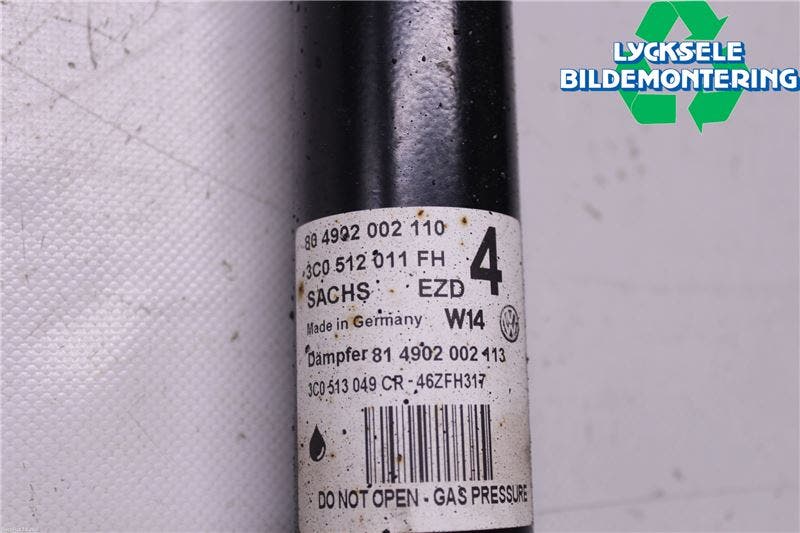 LYCKSELE
BILDEMONTERING
80 4902 002 110
3C0 512 011 FH 4
SACHS EZD
Made in Germany W14
Dämpfer 81 4902 002 113
3C0 513 049 CR - 46ZFH317
DO NOT OPEN - GAS PRESSURE